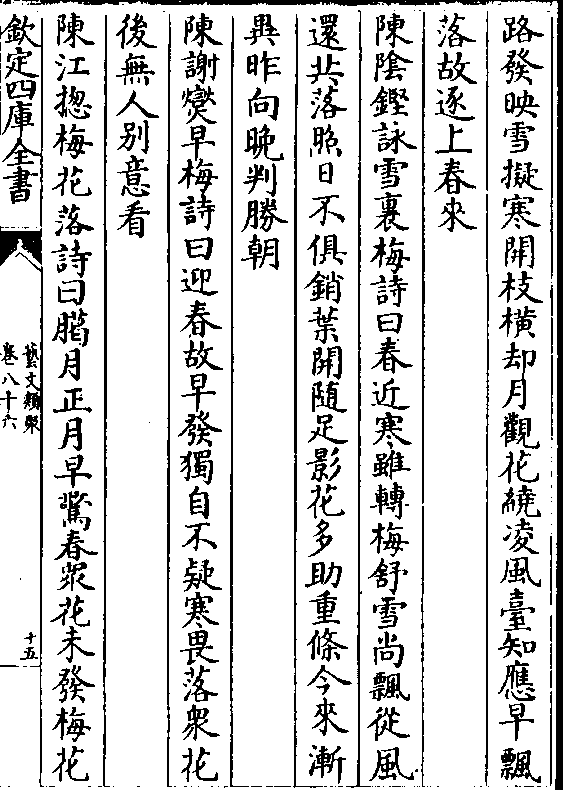 路發映雪擬寒開枝橫却月觀花繞凌風臺知應早飄
落故逐上春來
陳陰鏗詠雪裏梅詩曰春近寒雖轉梅舒雪尚飄從風
還共落照日不俱銷葉開隨足影花多助重條今來漸
異昨向晚判勝朝
陳謝爕早梅詩曰迎春故早發獨自不疑寒畏落衆花
後無人别意看
陳江摠梅花落詩曰臈月正月早驚春衆花未發梅花
欽定四庫全書
藝文類聚
卷八十六
十五